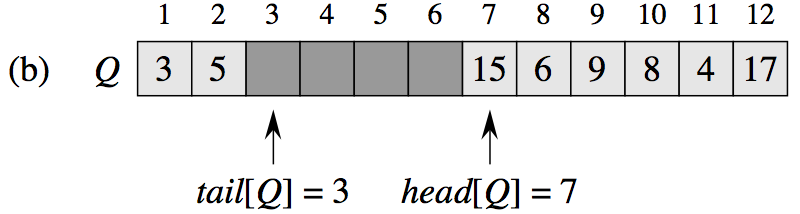 1 2 3 4 5 6 7 8 9 10 11 12
(b) Q 3 5 15 6 9 8 4 17
tail[Q] = 3 head[Q] = 7